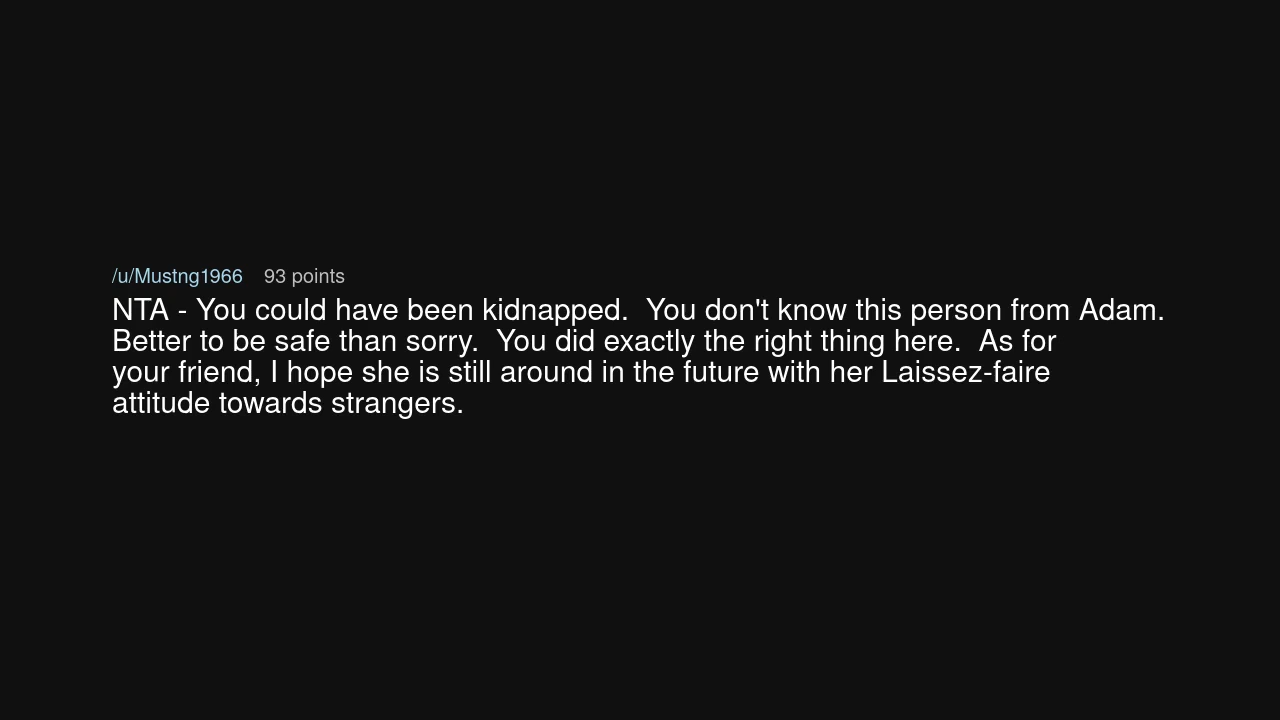 /u/Mustng1966 93 points
NTA - You could have been kidnapped.  You don't know this person from Adam.
Better to be safe than sorry.  You did exactly the right thing here.  As for
your friend, I hope she is still around in the future with her Laissez-faire
attitude towards strangers.